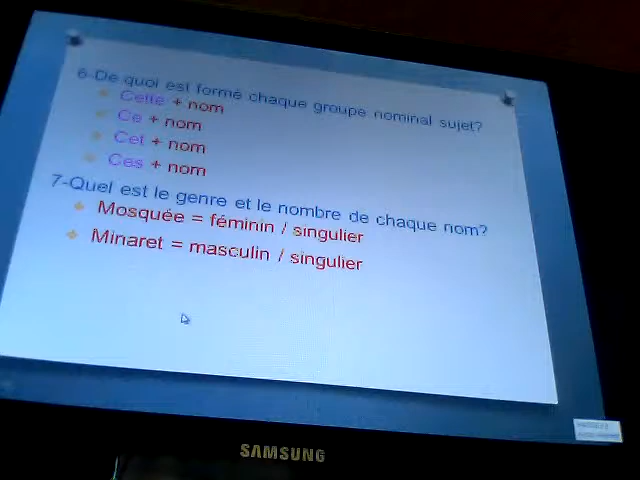 6-De quoi est formé chaque groupe nominal sujet?
Cette + nom
Ce + nom
Cet + nom
Ces + nom
7-Quel est le genre et le nombre de chaque nom?
Mosquée = féminin / singulier
Minaret = masculin / singulier
SAMSUNG